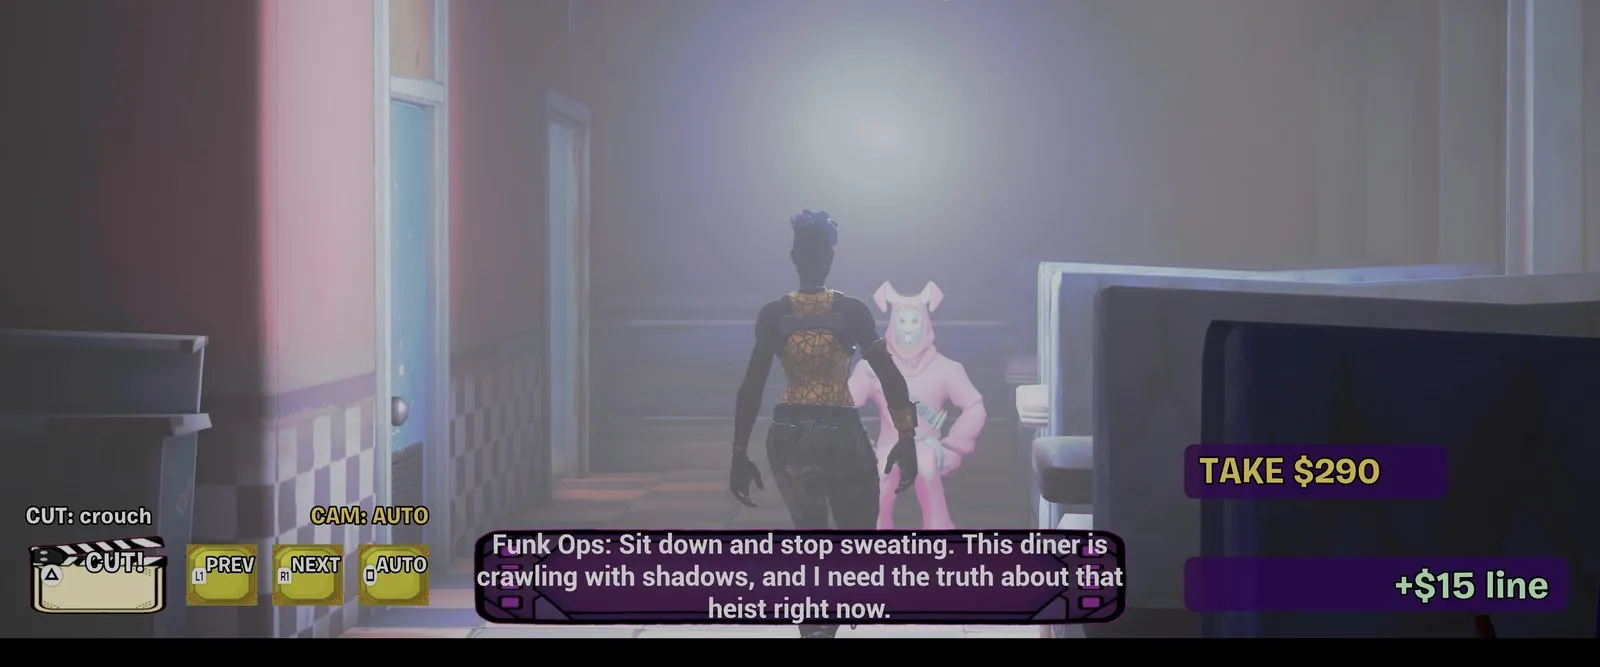 TAKE $290
CUT: crouch
CAM: AUTO
CUT!
L1 PREV
R1 NEXT
AUTO
Funk Ops: Sit down and stop sweating. This diner is
crawling with shadows, and I need the truth about that
heist right now.
+$15 line